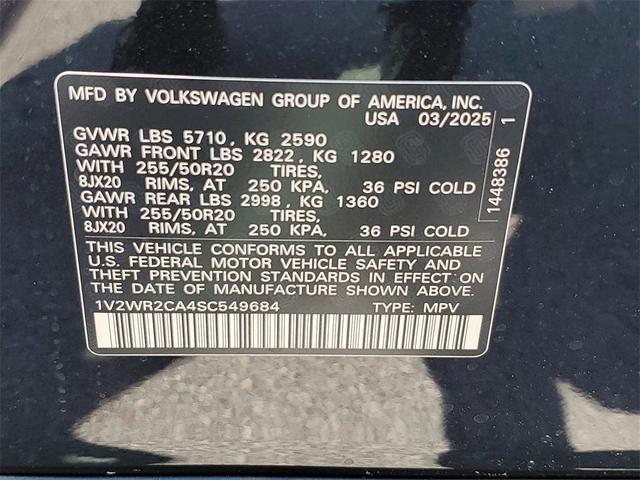 MFD BY VOLKSWAGEN GROUP OF AMERICA, INC.
USA 03/2025
GVWR LBS 5710, KG 2590
GAWR FRONT LBS 2822, KG 1280
WITH 255/50R20 TIRES,
8JX20 RIMS, AT 250 KPA, 36 PSI COLD
GAWR REAR LBS 2998, KG 1360
WITH 255/50R20 TIRES,
8JX20 RIMS, AT 250 KPA, 36 PSI COLD
THIS VEHICLE CONFORMS TO ALL APPLICABLE
U.S. FEDERAL MOTOR VEHICLE SAFETY AND
THEFT PREVENTION STANDARDS IN EFFECT ON
THE DATE OF MANUFACTURE SHOWN ABOVE.
1V2WR2CA4SC549684 TYPE: MPV
1448386 1